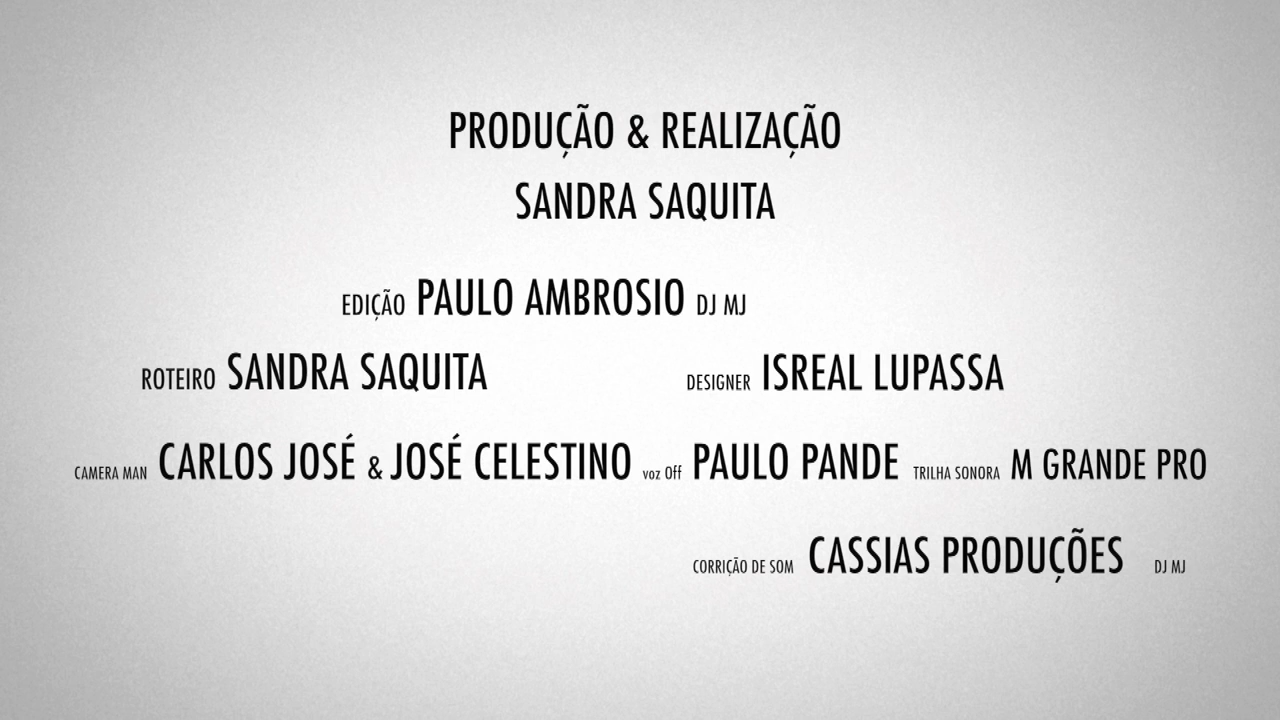 PRODUÇÃO & REALIZAÇÃO
SANDRA SAQUITA
EDIÇÃO PAULO AMBROSIO DJ MJ
ROTEIRO SANDRA SAQUITA DESIGNER ISREAL LUPASSA
CAMERA MAN CARLOS JOSÉ & JOSÉ CELESTINO voz Off PAULO PANDE TRILHA SONORA M GRANDE PRO
CORRIÇÃO DE SOM CASSIAS PRODUÇÕES DJ MJ